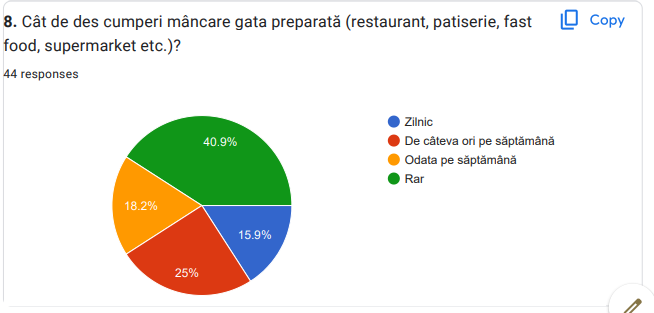 8. Cât de des cumperi mâncare gata preparată (restaurant, patiserie, fast
food, supermarket etc.)?
Copy
44 responses
40.9%
18.2%
15.9%
25%
Zilnic
De câteva ori pe săptămână
Odata pe săptămână
Rar